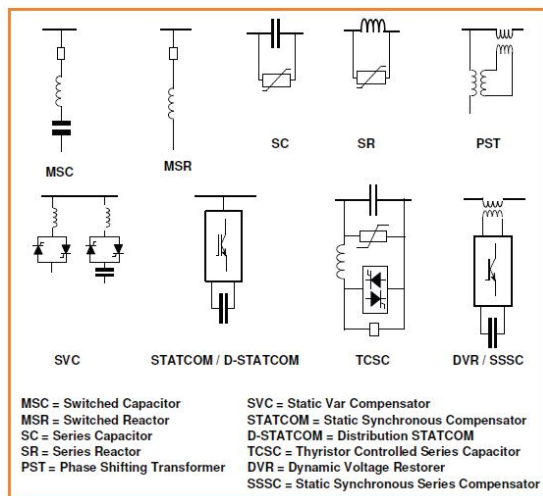 MSC
MSR
SC
SR
PST
SVC
STATCOM / D-STATCOM
TCSC
DVR / SSSC
MSC = Switched Capacitor
MSR = Switched Reactor
SC = Series Capacitor
SR = Series Reactor
PST = Phase Shifting Transformer
SVC = Static Var Compensator
STATCOM = Static Synchronous Compensator
D-STATCOM = Distribution STATCOM
TCSC = Thyristor Controlled Series Capacitor
DVR = Dynamic Voltage Restorer
SSSC = Static Synchronous Series Compensator